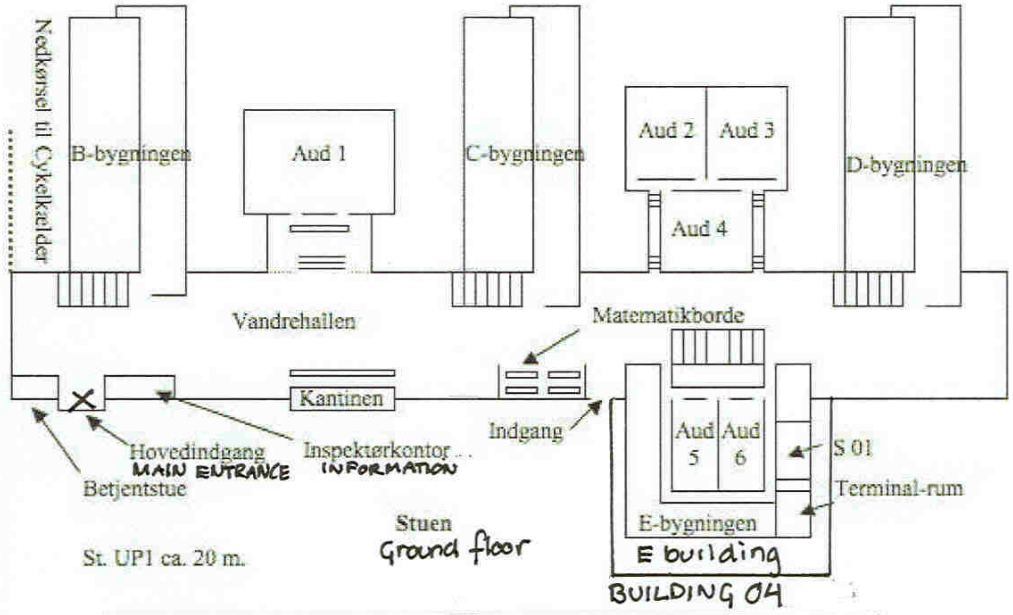 Nedkørsel til Cykelkælder
B-bygningen
Aud 1
C-bygningen
Aud 2
Aud 3
Aud 4
D-bygningen
Vandrehallen
Matematikborde
Kantinen
Indgang
Aud
5
Aud
6
S 01
Terminal-rum
Hovedindgang
MAIN ENTRANCE
Inspektørkontor
INFORMATION
Betjentstue
Stuen
Ground floor
E-bygningen
E building
BUILDING 04
St. UP1 ca. 20 m.